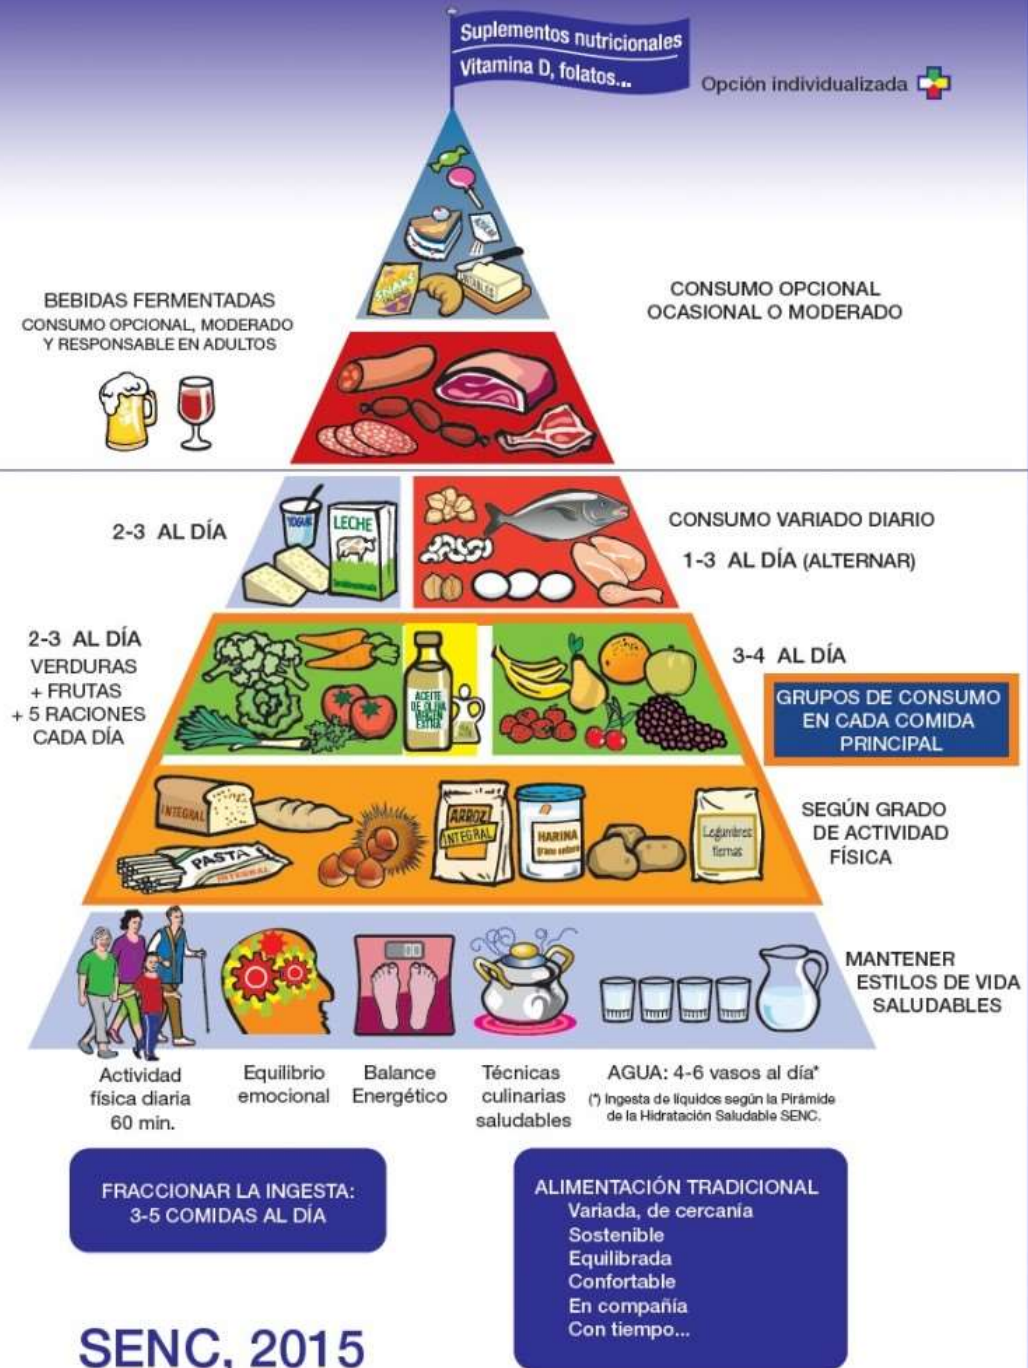 Suplementos nutricionales
Vitamina D, folatos...
Opción individualizada
AZÚCAR
SNACKS
UNTABLES
BEBIDAS FERMENTADAS
CONSUMO OPCIONAL, MODERADO
Y RESPONSABLE EN ADULTOS
CONSUMO OPCIONAL
OCASIONAL O MODERADO
2-3 AL DÍA
YOGUR
LECHE
CONSUMO VARIADO DIARIO
1-3 AL DÍA (ALTERNAR)
2-3 AL DÍA
VERDURAS
+ FRUTAS
+ 5 RACIONES
CADA DÍA
ACEITE
DE OLIVA
VIRGEN
EXTRA
3-4 AL DÍA
GRUPOS DE CONSUMO
EN CADA COMIDA
PRINCIPAL
INTEGRAL
PASTA
INTEGRAL
ARROZ
INTEGRAL
HARINA
grano entero
Legumbres
tiernas
SEGÚN GRADO
DE ACTIVIDAD
FÍSICA
MANTENER
ESTILOS DE VIDA
SALUDABLES
Actividad
física diaria
60 min.
Equilibrio
emocional
Balance
Energético
Técnicas
culinarias
saludables
AGUA: 4-6 vasos al día*
(*) Ingesta de líquidos según la Pirámide
de la Hidratación Saludable SENC.
FRACCIONAR LA INGESTA:
3-5 COMIDAS AL DÍA
ALIMENTACIÓN TRADICIONAL
Variada, de cercanía
Sostenible
Equilibrada
Confortable
En compañía
Con tiempo...
SENC, 2015